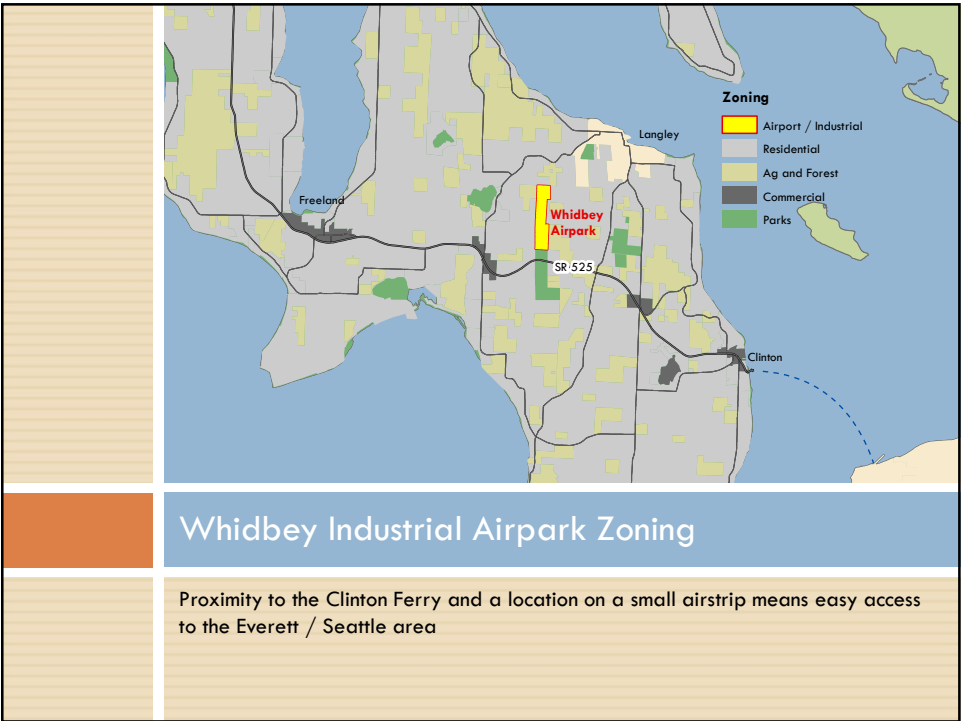 Zoning
Airport / Industrial
Residential
Ag and Forest
Commercial
Parks
Langley
Freeland
Whidbey
Airpark
SR 525
Clinton
Whidbey Industrial Airpark Zoning
Proximity to the Clinton Ferry and a location on a small airstrip means easy access
to the Everett / Seattle area